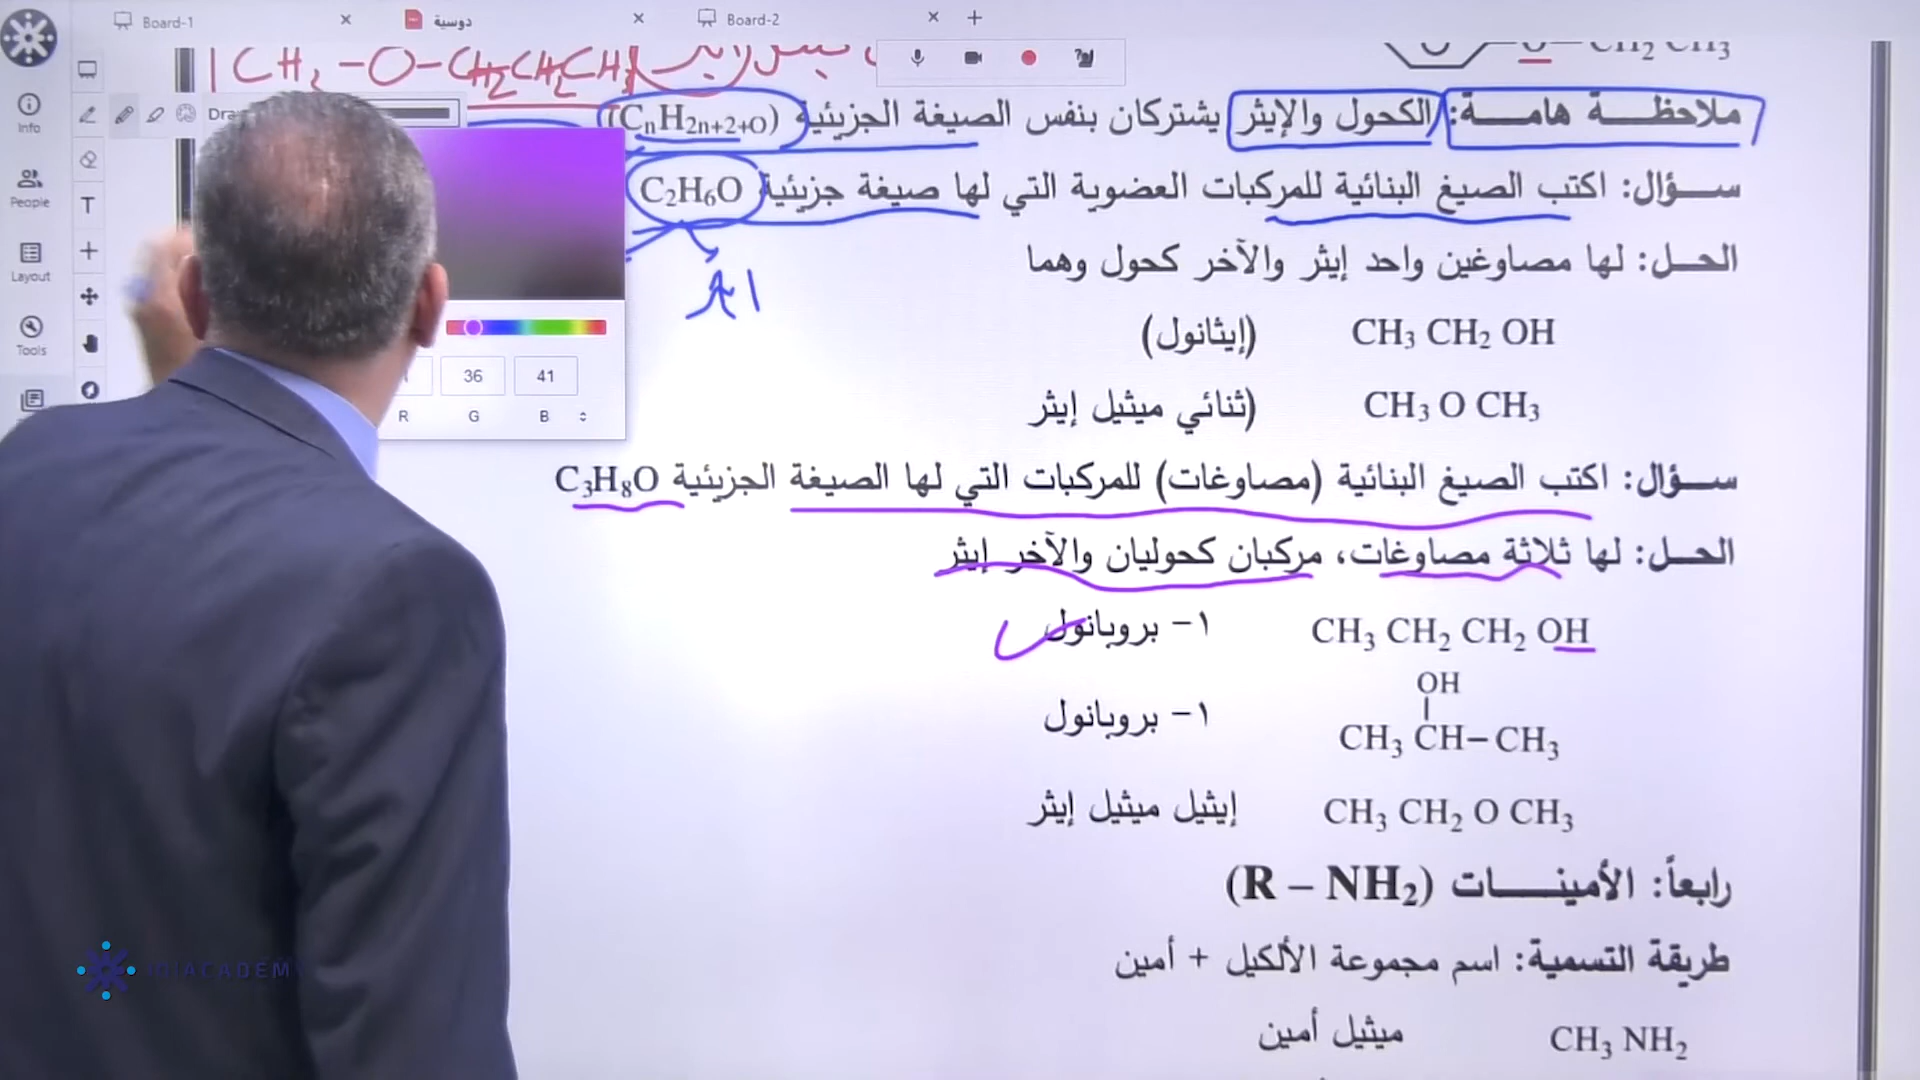 Board-1
دوسية
Board-2
CH2 - O - CH2CH2CH3
CH2 CH3
ملاحظة هامة: الكحول والإيثر يشتركان بنفس الصيغة الجزيئية (CnH2n+2+O)
سؤال: اكتب الصيغ البنائية للمركبات العضوية التي لها صيغة جزيئية C2H6O
الحل: لها مصاوغين واحد إيثر والآخر كحول وهما
CH3 CH2 OH (إيثانول)
CH3 O CH3 (ثنائي ميثيل إيثر
سؤال: اكتب الصيغ البنائية (مصاوغات) للمركبات التي لها الصيغة الجزيئية C3H8O
الحل: لها ثلاثة مصاوغات، مركبان كحوليان والآخر إيثر
CH3 CH2 CH2 OH ١- بروبانول
OH
CH3 CH– CH3 ١- بروبانول
CH3 CH2 O CH3 إيثيل ميثيل إيثر
رابعاً: الأمينات (R – NH2)
طريقة التسمية: اسم مجموعة الألكيل + أمين
CH3 NH2 ميثيل أمين
Info
People
Layout
Tools
T
36
41
R
G
B